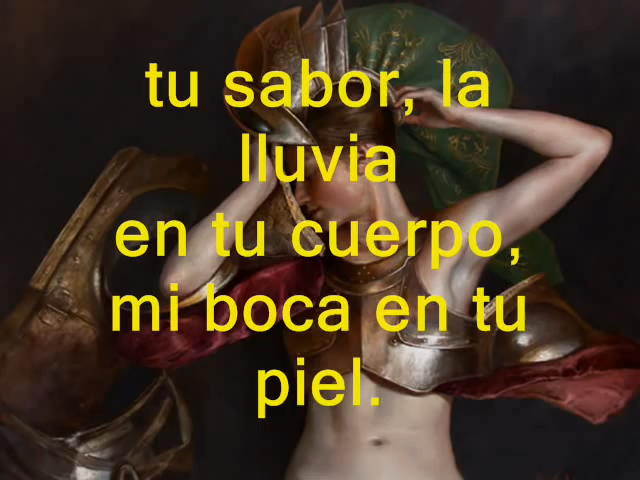 tu sabor, la
lluvia
en tu cuerpo,
mi boca en tu
piel.